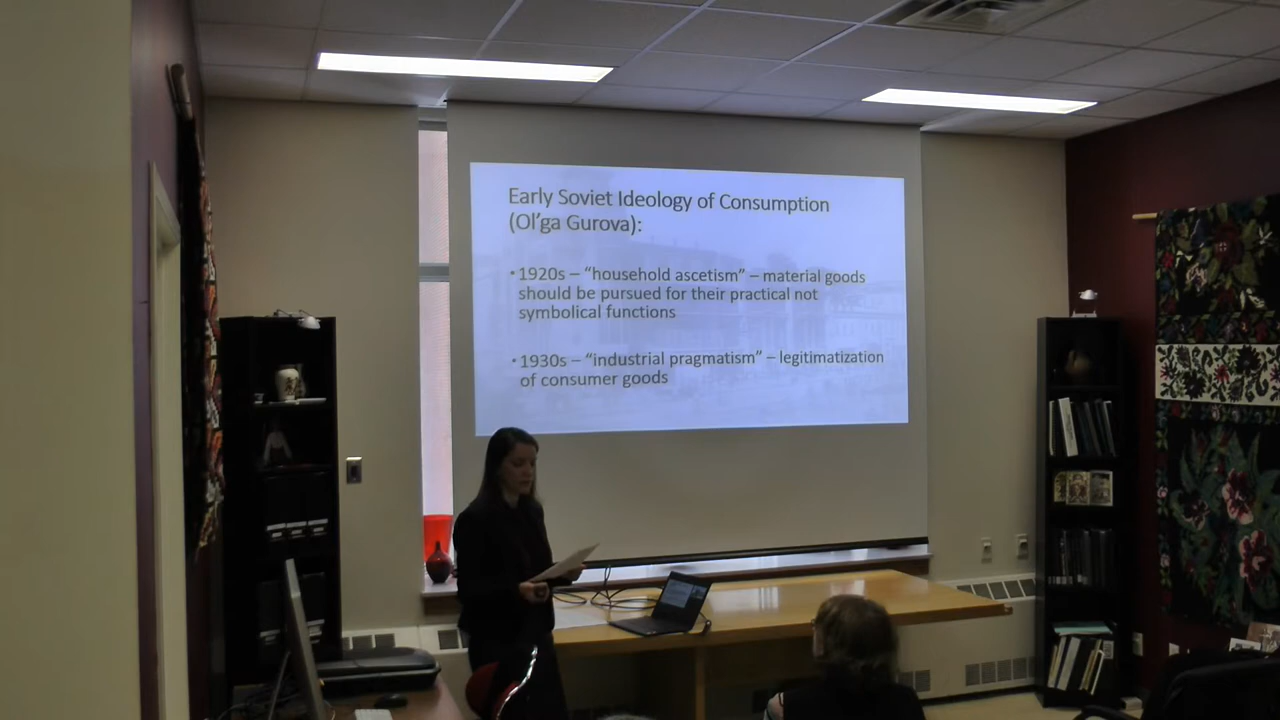 Early Soviet Ideology of Consumption
(Ol'ga Gurova):
• 1920s – “household ascetism” – material goods
should be pursued for their practical not
symbolical functions
• 1930s – “industrial pragmatism” – legitimatization
of consumer goods